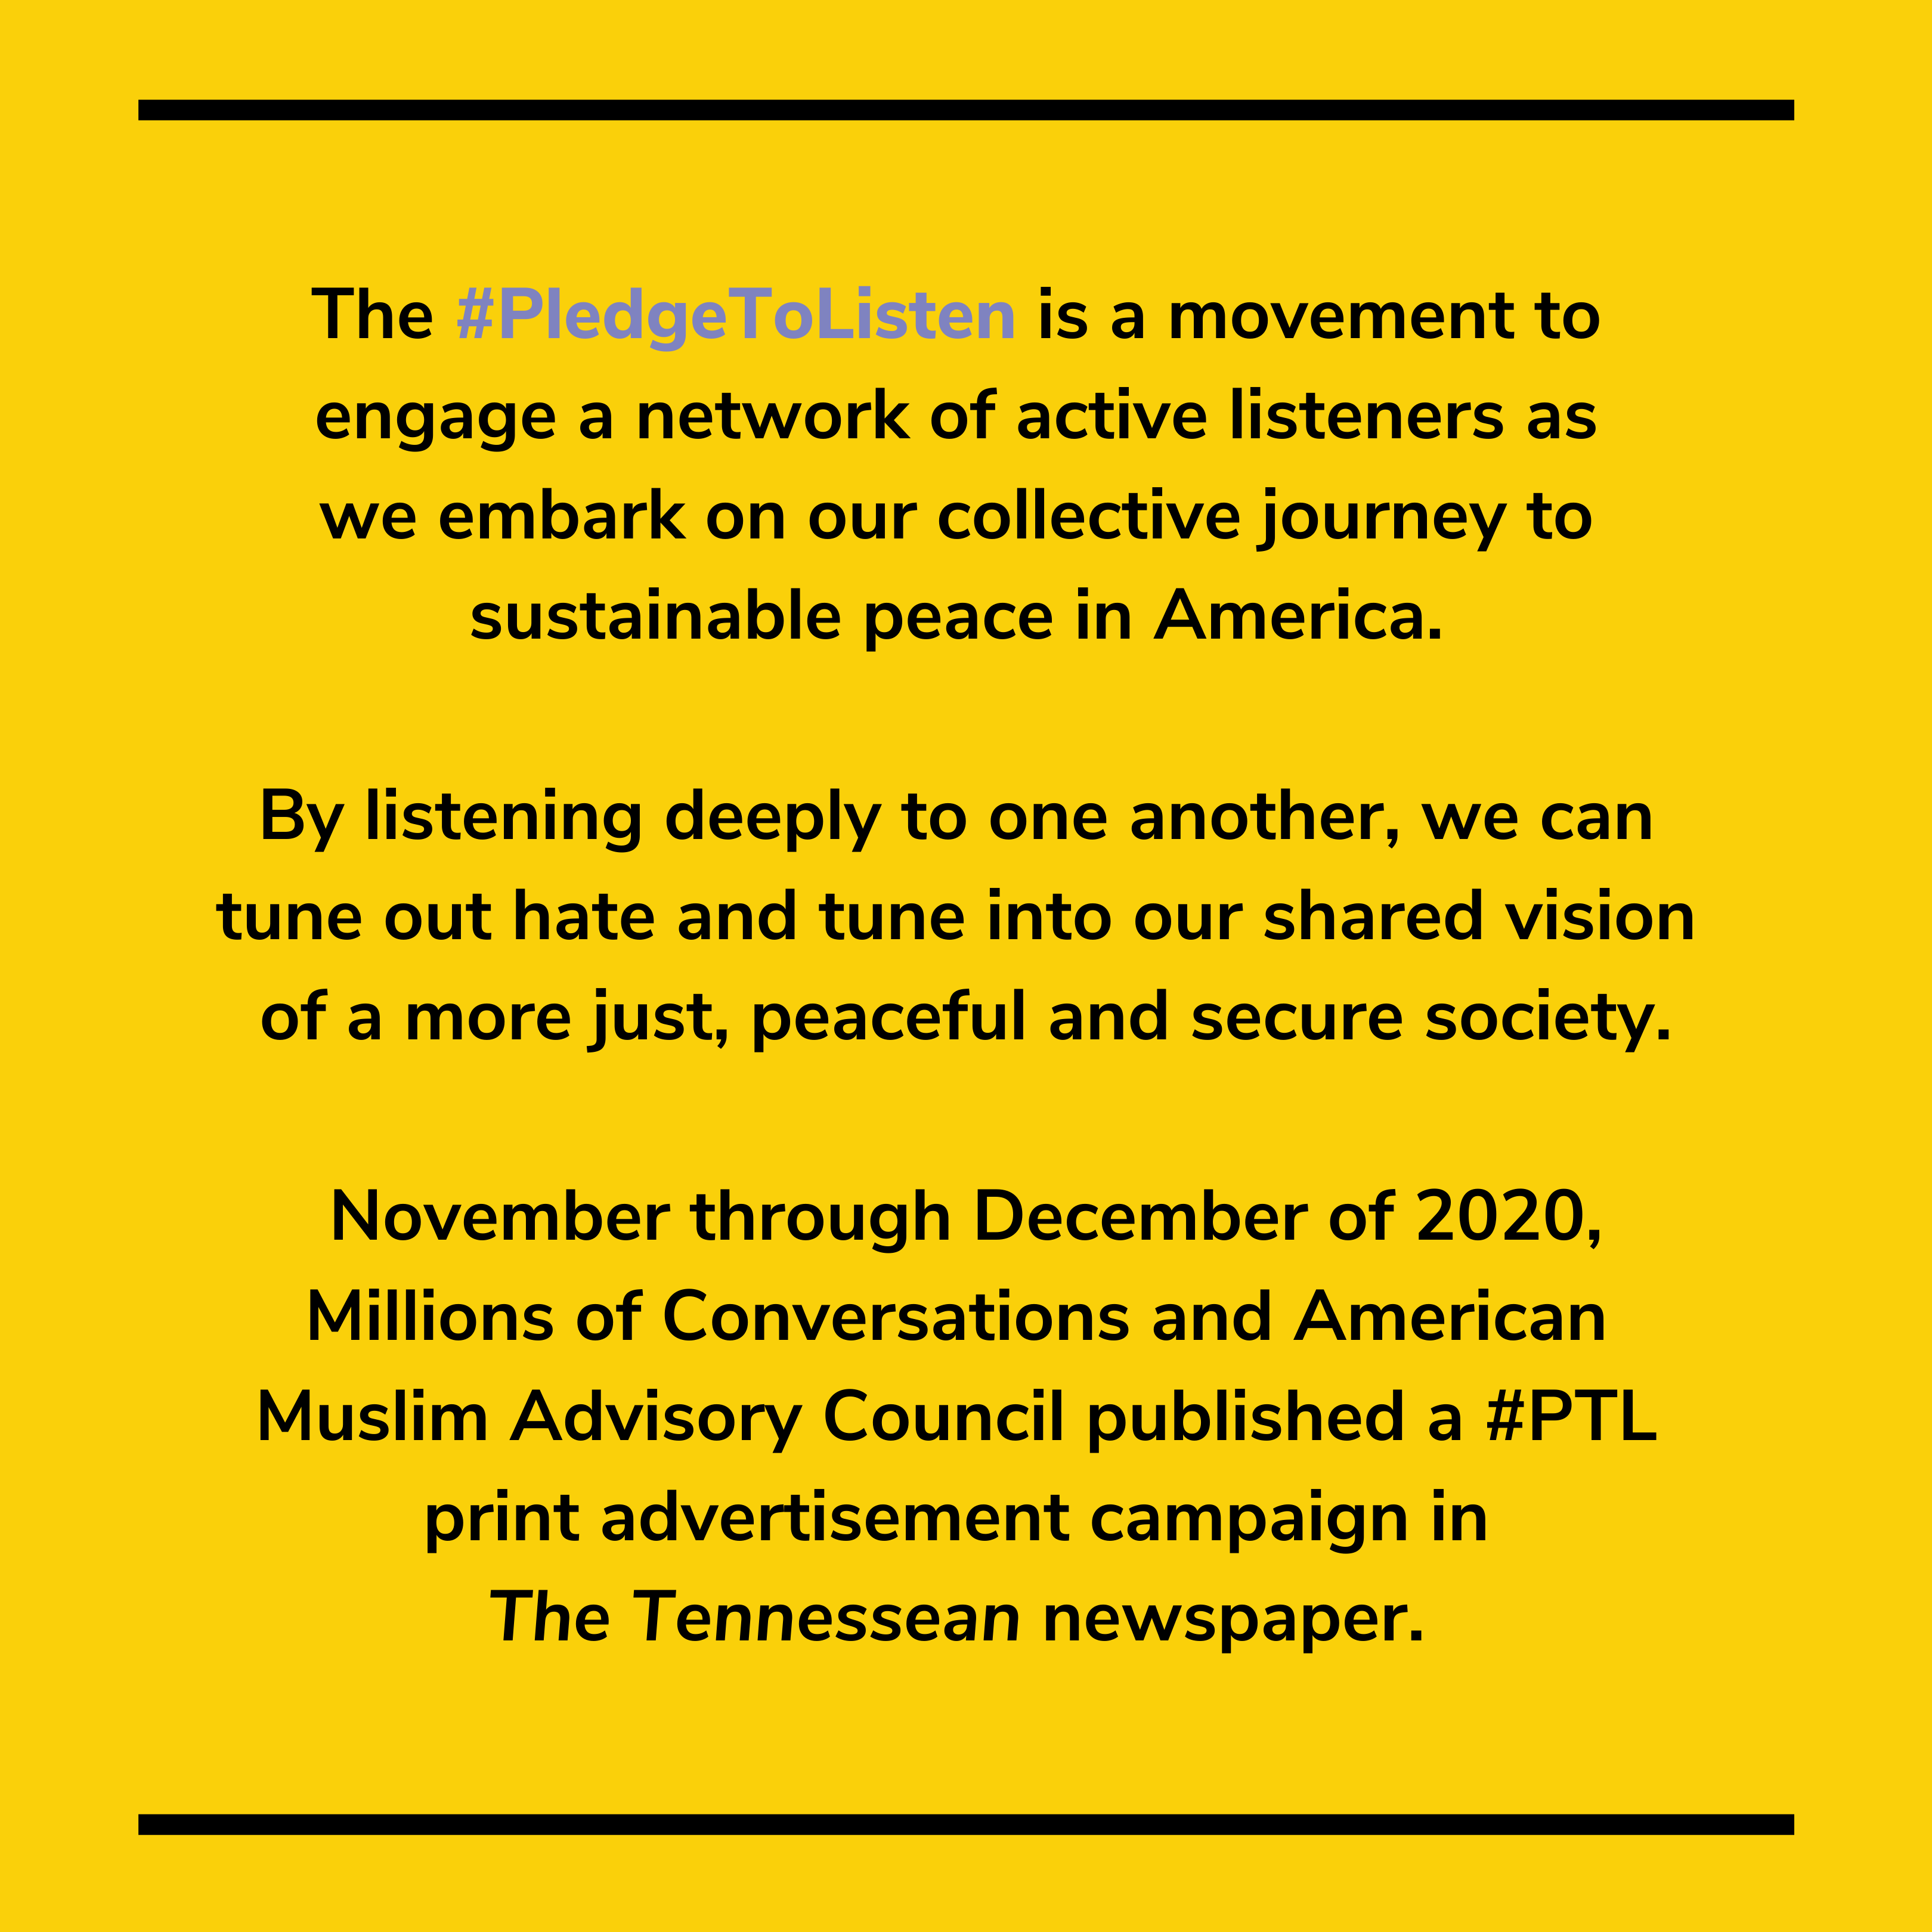 The #PledgeToListen is a movement to
engage a network of active listeners as
we embark on our collective journey to
sustainable peace in America.
By listening deeply to one another, we can
tune out hate and tune into our shared vision
of a more just, peaceful and secure society.
November through December of 2020,
Millions of Conversations and American
Muslim Advisory Council published a #PTL
print advertisement campaign in
The Tennessean newspaper.